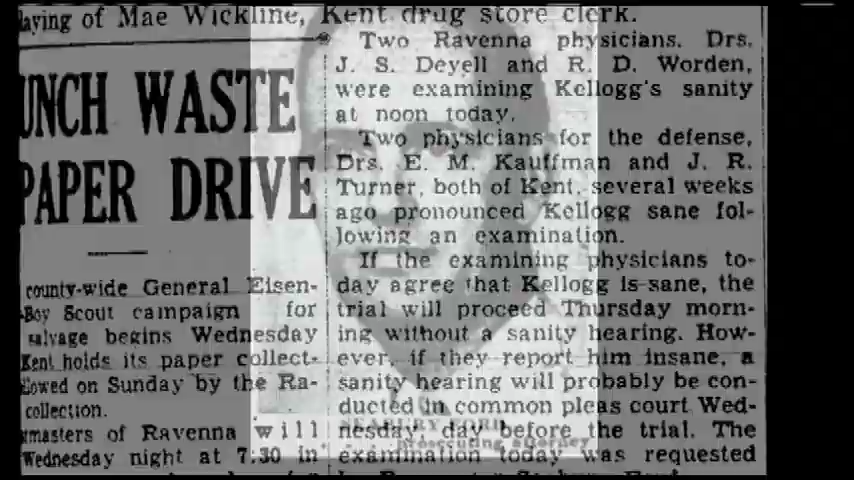 aying of Mae Wickline, Kent drug store clerk.
UNCH WASTE
PAPER DRIVE
county-wide General Eisen-
Boy Scout campaign for
salvage begins Wednesday
Kent holds its paper collect-
lowed on Sunday by the Ra-
collection.
masters of Ravenna will
Wednesday night at 7:30 in
Two Ravenna physicians, Drs.
J. S. Deyell and R. D. Worden,
were examining Kellogg's sanity
at noon today.
Two physicians for the defense,
Drs. E. M. Kauffman and J. R.
Turner, both of Kent, several weeks
ago pronounced Kellogg sane fol-
lowing an examination.
If the examining physicians to-
day agree that Kellogg is sane, the
trial will proceed Thursday morn-
ing without a sanity hearing. How-
ever, if they report him insane, a
sanity hearing will probably be con-
ducted in common pleas court Wed-
nesday, day before the trial. The
examination today was requested
SEABURY FORD
prosecuting attorney